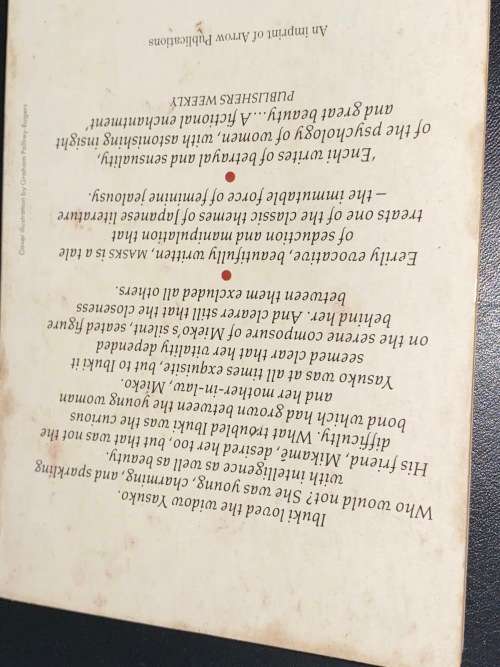 Ibuki loved the widow Yasuko.
Who would not? She was young, charming, and sparkling
with intelligence as well as beauty.
His friend, Mikamé, desired her too, but that was not the
difficulty. What troubled Ibuki was the curious
bond which had grown between the young woman
and her mother-in-law, Mieko.
Yasuko was at all times exquisite, but to Ibuki it
seemed clear that her vitality depended
on the serene composure of Mieko's silent, seated figure
behind her. And clearer still that the closeness
between them excluded all others.
Eerily evocative, beautifully written, MASKS is a tale
of seduction and manipulation that
treats one of the classic themes of Japanese literature
– the immutable force of feminine jealousy.
'Enchi writes of betrayal and sensuality,
of the psychology of women, with astonishing insight
and great beauty....A fictional enchantment'
PUBLISHERS WEEKLY
An imprint of Arrow Publications
Cover illustration by Graham Palfrey-Rogers